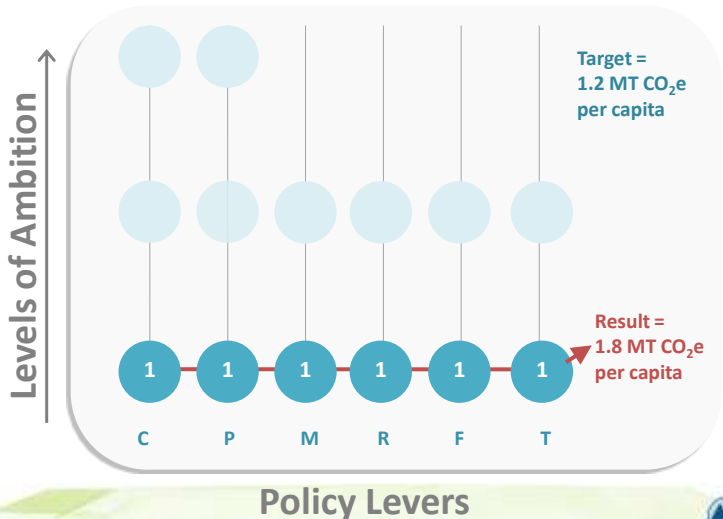 Levels of Ambition
Target =
1.2 MT CO₂e
per capita
Result =
1.8 MT CO₂e
per capita
1 1 1 1 1 1
C P M R F T
Policy Levers